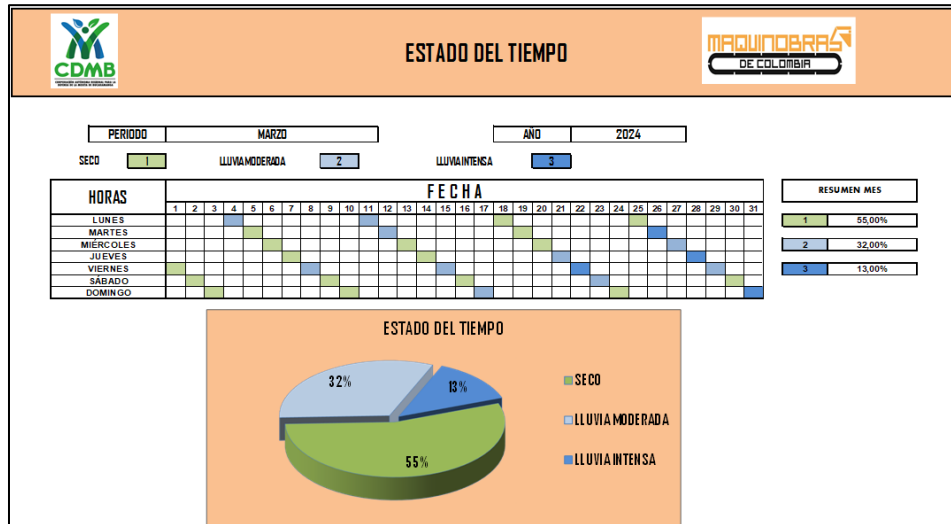 CDMB
ESTADO DEL TIEMPO
MAQUINOBRAS
DE COLOMBIA
PERIODO MARZO AÑO 2024
SECO 1 LLUVIA MODERADA 2 LLUVIA INTENSA 3
HORAS FECHA RESUMEN MES
1 2 3 4 5 6 7 8 9 10 11 12 13 14 15 16 17 18 19 20 21 22 23 24 25 26 27 28 29 30 31
LUNES 1 55,00%
MARTES
MIÉRCOLES 2 32,00%
JUEVES
VIERNES 3 13,00%
SÁBADO
DOMINGO
ESTADO DEL TIEMPO
32%
13%
55%
SECO
LLUVIA MODERADA
LLUVIA INTENSA